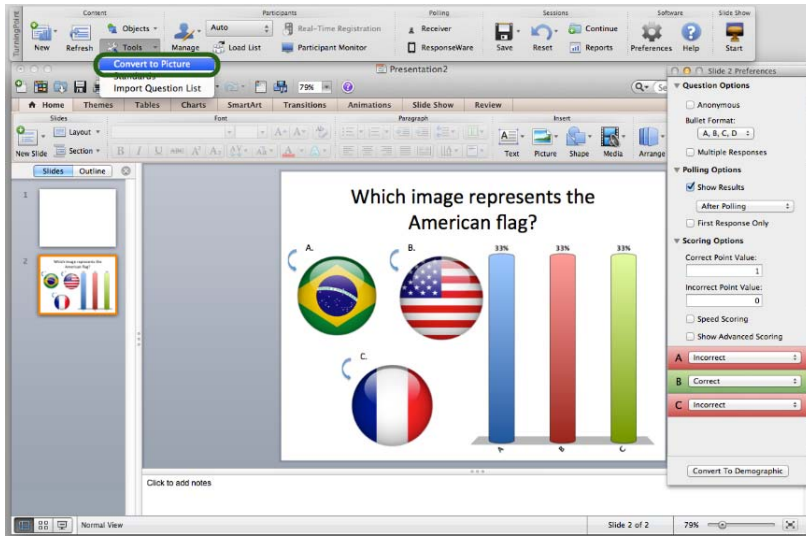 TurningPoint
Content Participants Polling Sessions Software Slide Show
Objects Auto Real-Time Registration Receiver Continue
New Refresh Tools Manage Load List Participant Monitor ResponseWare Save Reset Reports Preferences Help Start
Convert to Picture
Standards
Import Question List
Presentation2
79%
Home Themes Tables Charts SmartArt Transitions Animations Slide Show Review
Slides Font Paragraph Insert
Layout
New Slide Section B I U ABC Text Picture Shape Media Arrange
Slides Outline
1
2
Which image represents the
American flag?
A. B. 33% 33% 33%
C.
A B C
Click to add notes
Normal View Slide 2 of 2 79%
Slide 2 Preferences
Question Options
Anonymous
Bullet Format:
A, B, C, D
Multiple Responses
Polling Options
Show Results
After Polling
First Response Only
Scoring Options
Correct Point Value:
1
Incorrect Point Value:
0
Speed Scoring
Show Advanced Scoring
A Incorrect
B Correct
C Incorrect
Convert To Demographic